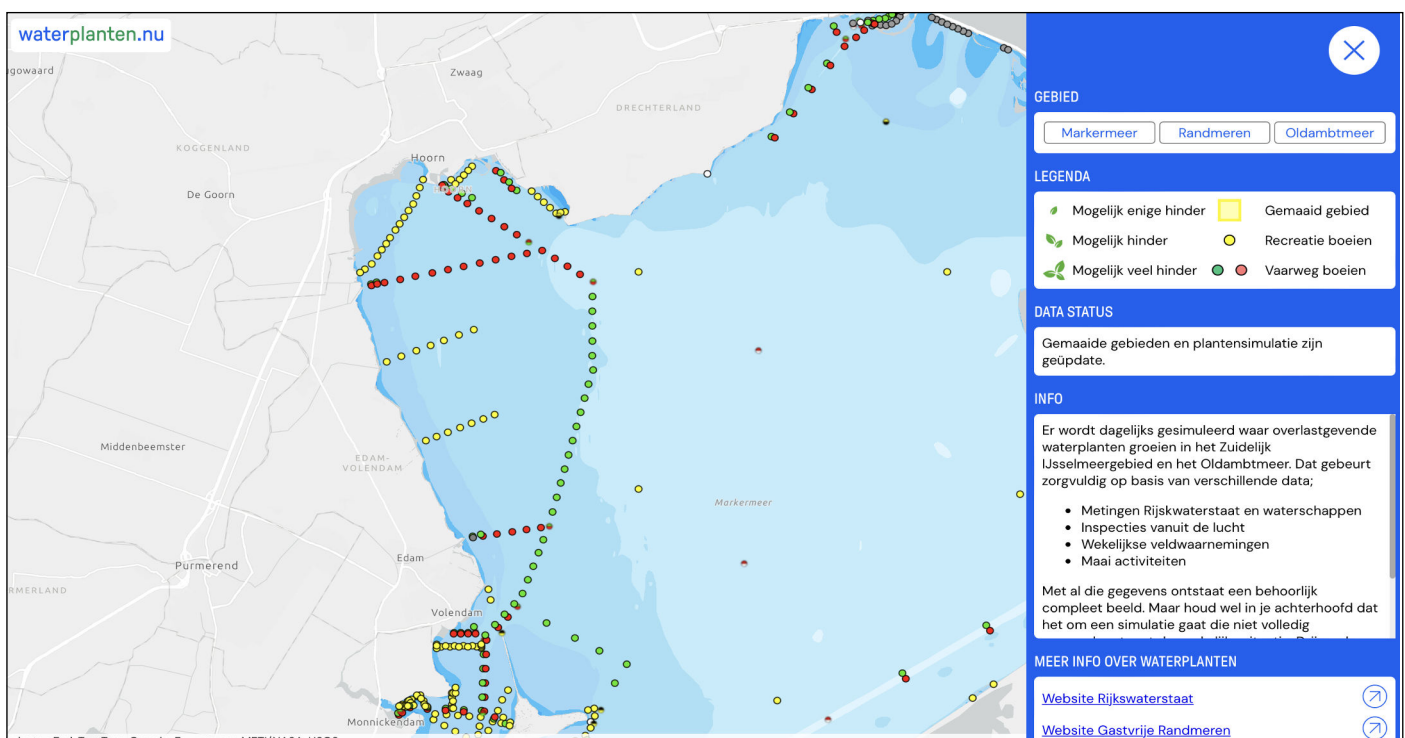 waterplanten.nu
gowaard
Zwaag
DRECHTERLAND
KOGGENLAND
Hoorn
De Goorn
Middenbeemster
EDAM-
VOLENDAM
Markermeer
Edam
Purmerend
RMERLAND
Volendam
Monnickendam
GEBIED
Markermeer
Randmeren
Oldambtmeer
LEGENDA
Mogelijk enige hinder
Gemaaid gebied
Mogelijk hinder
Recreatie boeien
Mogelijk veel hinder
Vaarweg boeien
DATA STATUS
Gemaaide gebieden en plantensimulatie zijn
geüpdate.
INFO
Er wordt dagelijks gesimuleerd waar overlastgevende
waterplanten groeien in het Zuidelijk
IJsselmeergebied en het Oldambtmeer. Dat gebeurt
zorgvuldig op basis van verschillende data;
• Metingen Rijskwaterstaat en waterschappen
• Inspecties vanuit de lucht
• Wekelijkse veldwaarnemingen
• Maai activiteiten
Met al die gegevens ontstaat een behoorlijk
compleet beeld. Maar houd wel in je achterhoofd dat
het om een simulatie gaat die niet volledig
MEER INFO OVER WATERPLANTEN
Website Rijkswaterstaat
Website Gastvrije Randmeren